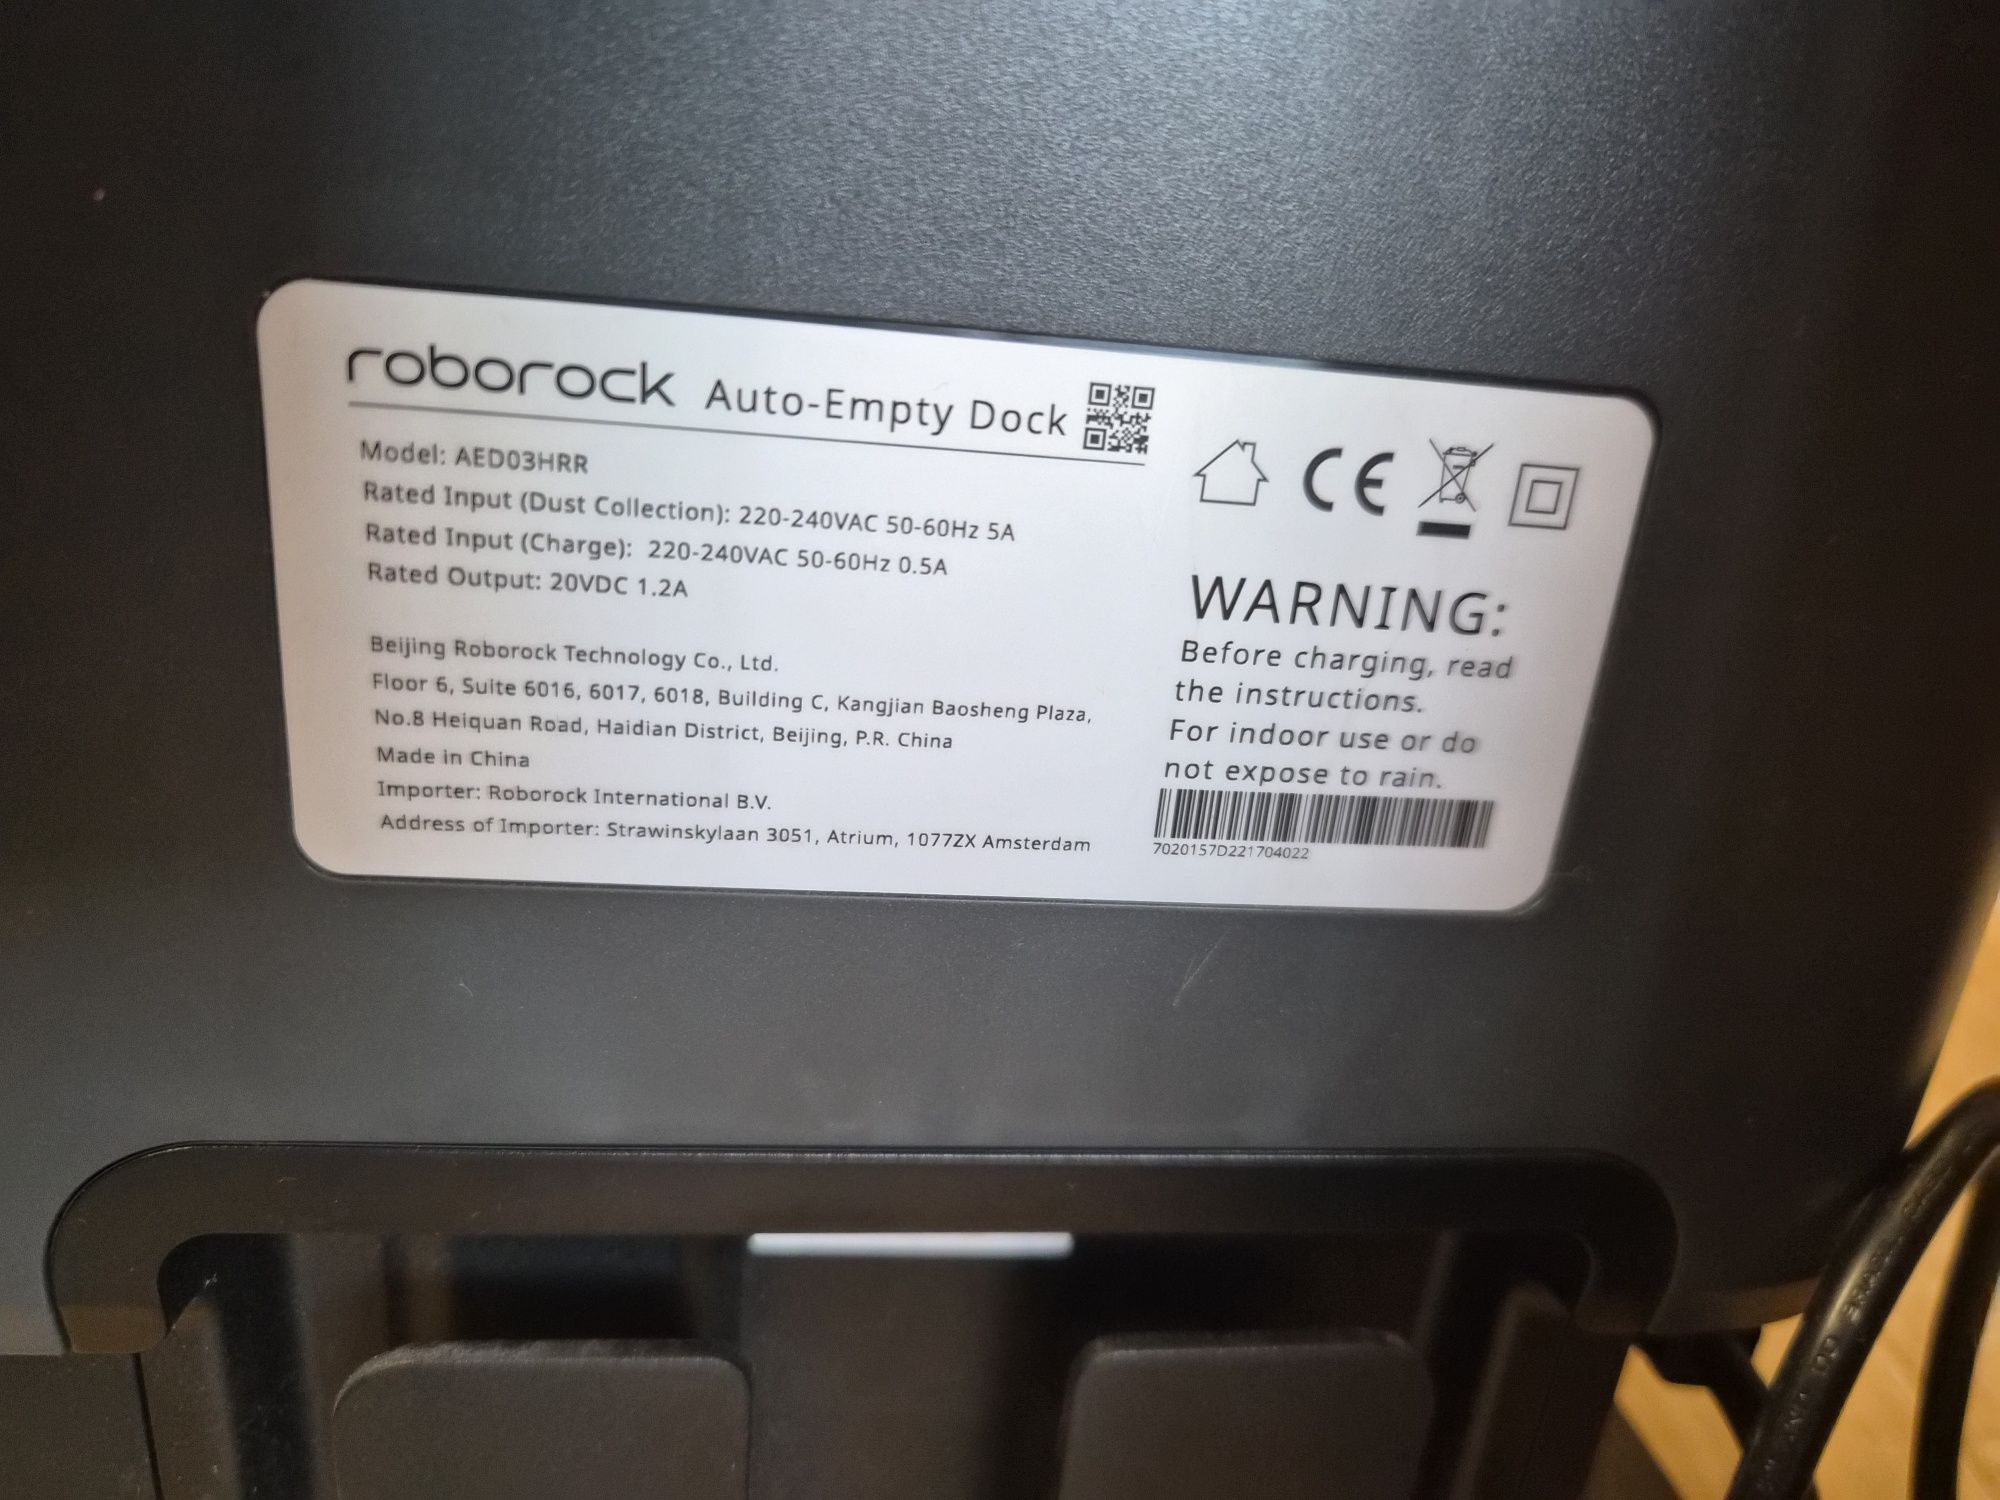 roborock Auto-Empty Dock
Model: AED03HRR
Rated Input (Dust Collection): 220-240VAC 50-60Hz 5A
Rated Input (Charge): 220-240VAC 50-60Hz 0.5A
Rated Output: 20VDC 1.2A
Beijing Roborock Technology Co., Ltd.
Floor 6, Suite 6016, 6017, 6018, Building C, Kangjian Baosheng Plaza,
No.8 Heiquan Road, Haidian District, Beijing, P.R. China
Made in China
Importer: Roborock International B.V.
Address of Importer: Strawinskylaan 3051, Atrium, 1077ZX Amsterdam
CE
WARNING:
Before charging, read
the instructions.
For indoor use or do
not expose to rain.
7020157D221704022